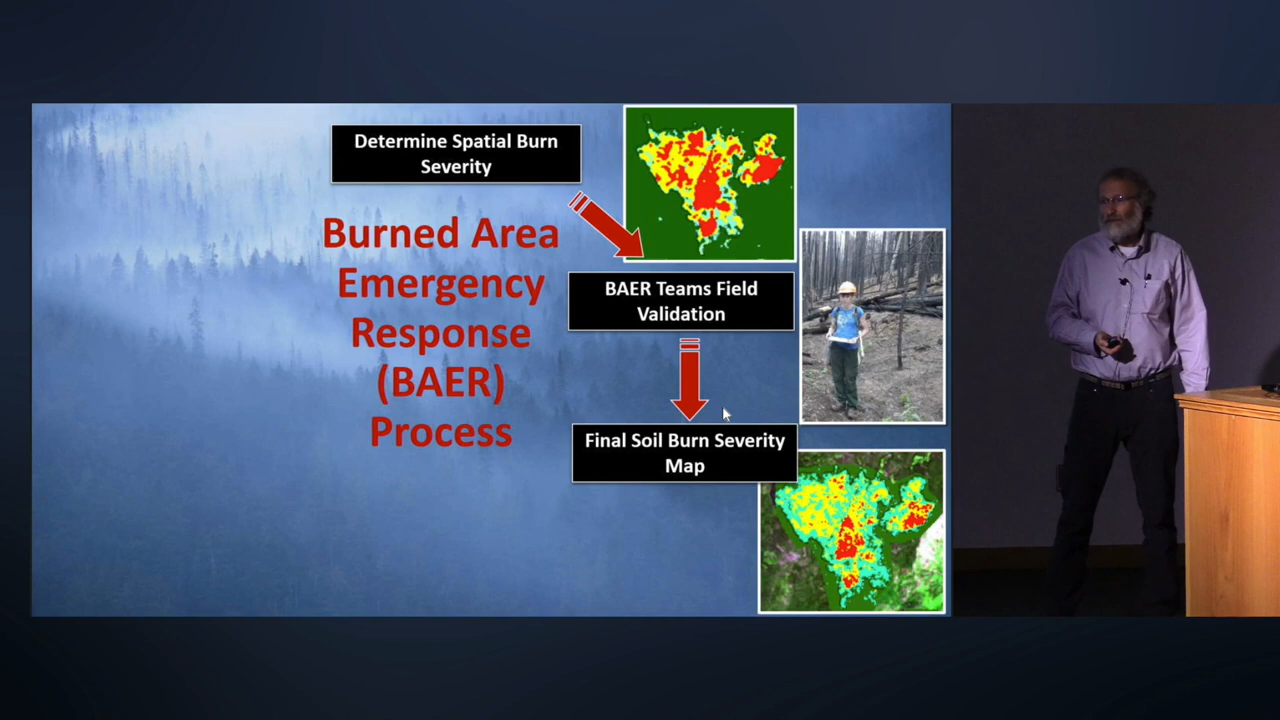 Determine Spatial Burn
Severity
Burned Area
Emergency
Response
(BAER)
Process
BAER Teams Field
Validation
Final Soil Burn Severity
Map